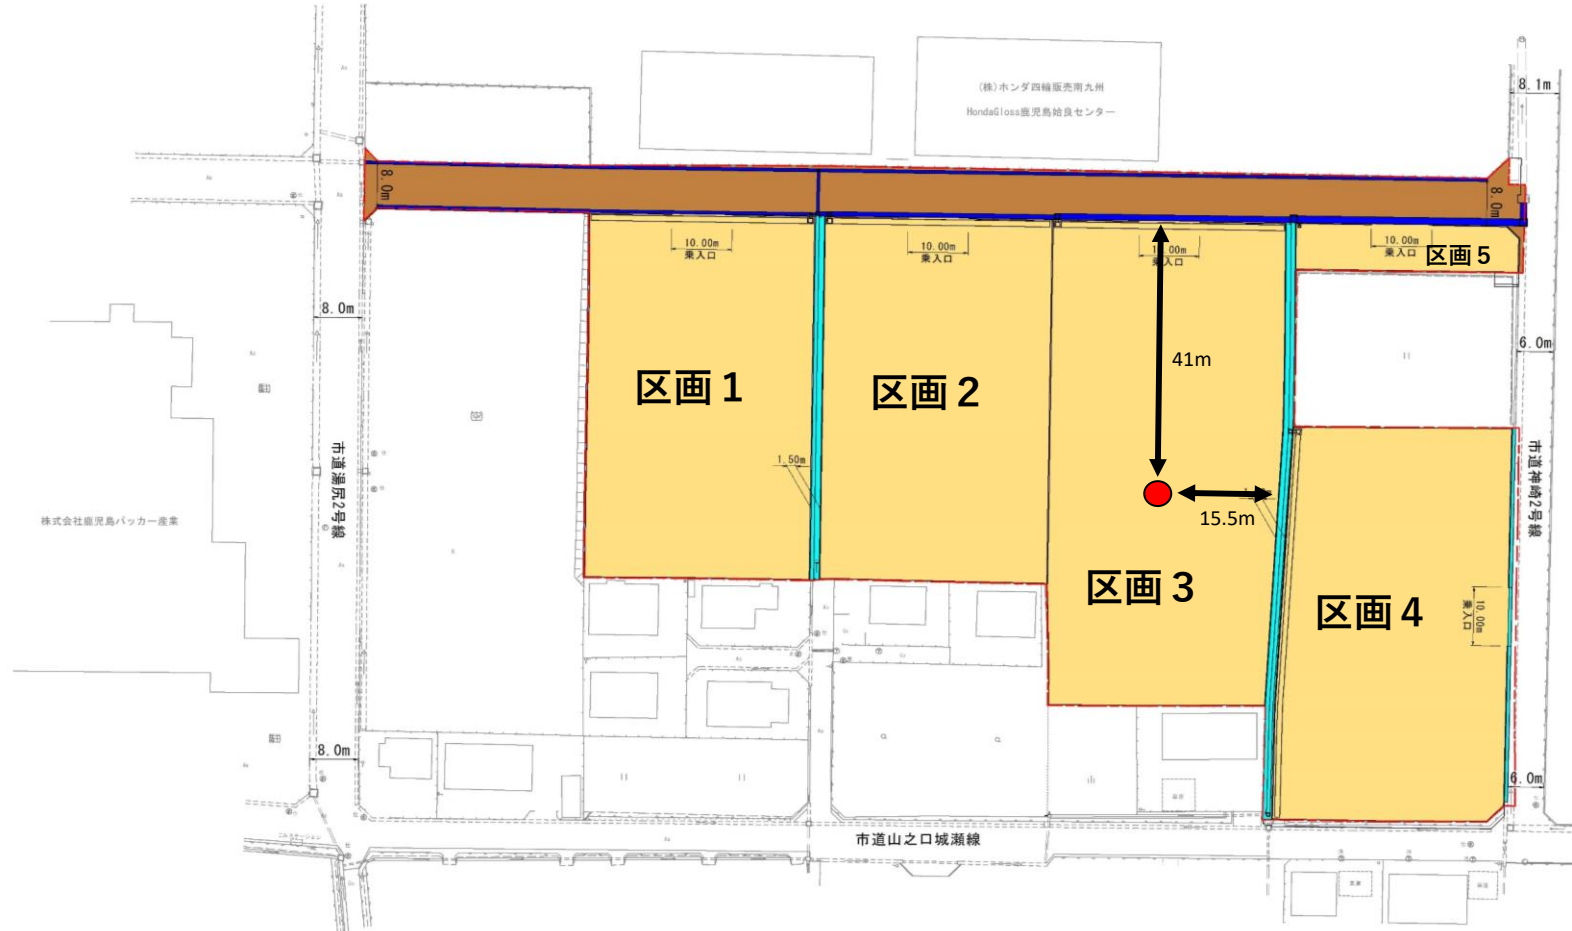 (株)ホンダ四輪販売南九州
HondaGloss鹿児島姶良センター
8.1m
8.0m
8.0m
10.00m
乗入口
10.00m
乗入口
10.00m
乗入口
10.00m
乗入口
区画５
8.0m
41m
6.0m
区画１
区画２
1.50m
市道湯尻2号線
市道神崎2号線
株式会社鹿児島パッカー産業
15.5m
区画３
区画４
10.00m
乗入口
8.0m
6.0m
市道山之口城瀬線